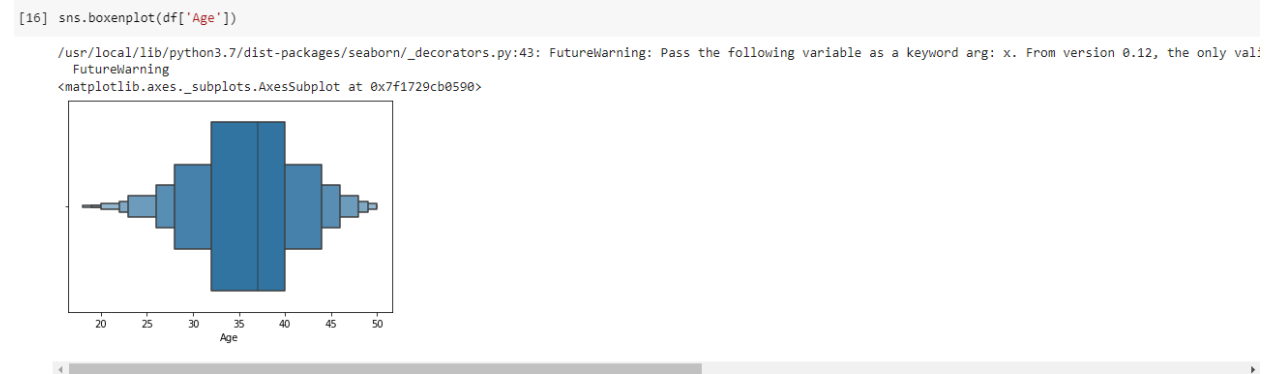 [16] sns.boxenplot(df['Age'])
/usr/local/lib/python3.7/dist-packages/seaborn/_decorators.py:43: FutureWarning: Pass the following variable as a keyword arg: x. From version 0.12, the only vali
FutureWarning
<matplotlib.axes._subplots.AxesSubplot at 0x7f1729cb0590>
20 25 30 35 40 45 50
Age